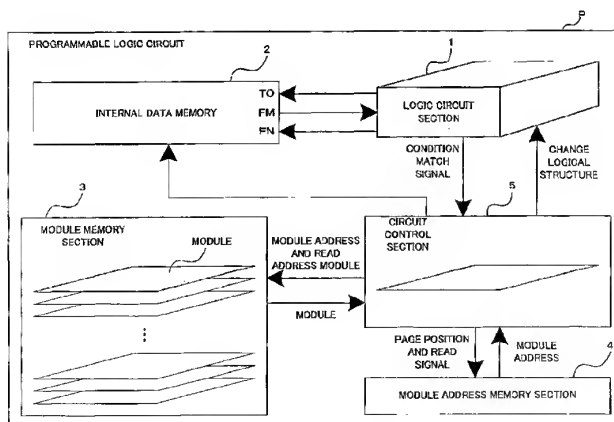 P
PROGRAMMABLE LOGIC CIRCUIT
2
1
INTERNAL DATA MEMORY
TO
FM
FN
LOGIC CIRCUIT
SECTION
CONDITION
MATCH
SIGNAL
CHANGE
LOGICAL
STRUCTURE
3
5
MODULE MEMORY
SECTION
MODULE
MODULE ADDRESS
AND READ
ADDRESS MODULE
MODULE
CIRCUIT
CONTROL
SECTION
PAGE POSITION
AND READ
SIGNAL
MODULE
ADDRESS
4
MODULE ADDRESS MEMORY SECTION